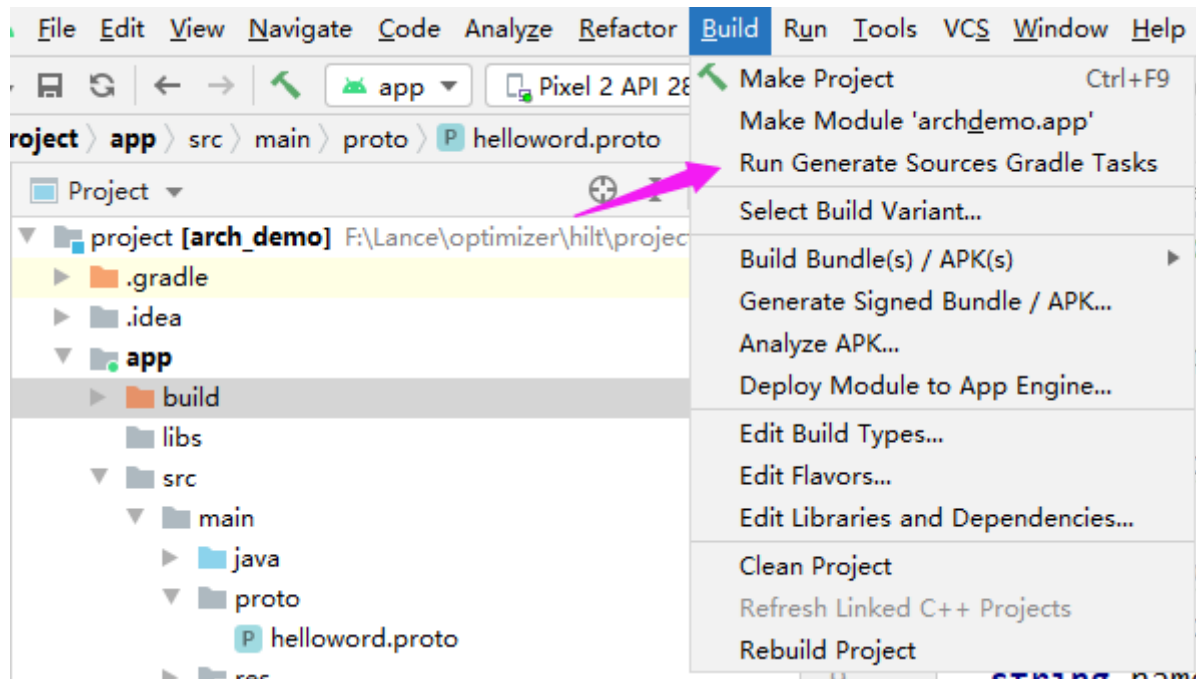 File Edit View Navigate Code Analyze Refactor Build Run Tools VCS Window Help
app Pixel 2 API 28
roject app src main proto helloword.proto
Project
project [arch_demo] F:\Lance\optimizer\hilt\projec
.gradle
.idea
app
build
libs
src
main
java
proto
helloword.proto
res
Make Project Ctrl+F9
Make Module 'archdemo.app'
Run Generate Sources Gradle Tasks
Select Build Variant...
Build Bundle(s) / APK(s)
Generate Signed Bundle / APK...
Analyze APK...
Deploy Module to App Engine...
Edit Build Types...
Edit Flavors...
Edit Libraries and Dependencies...
Clean Project
Refresh Linked C++ Projects
Rebuild Project
string name